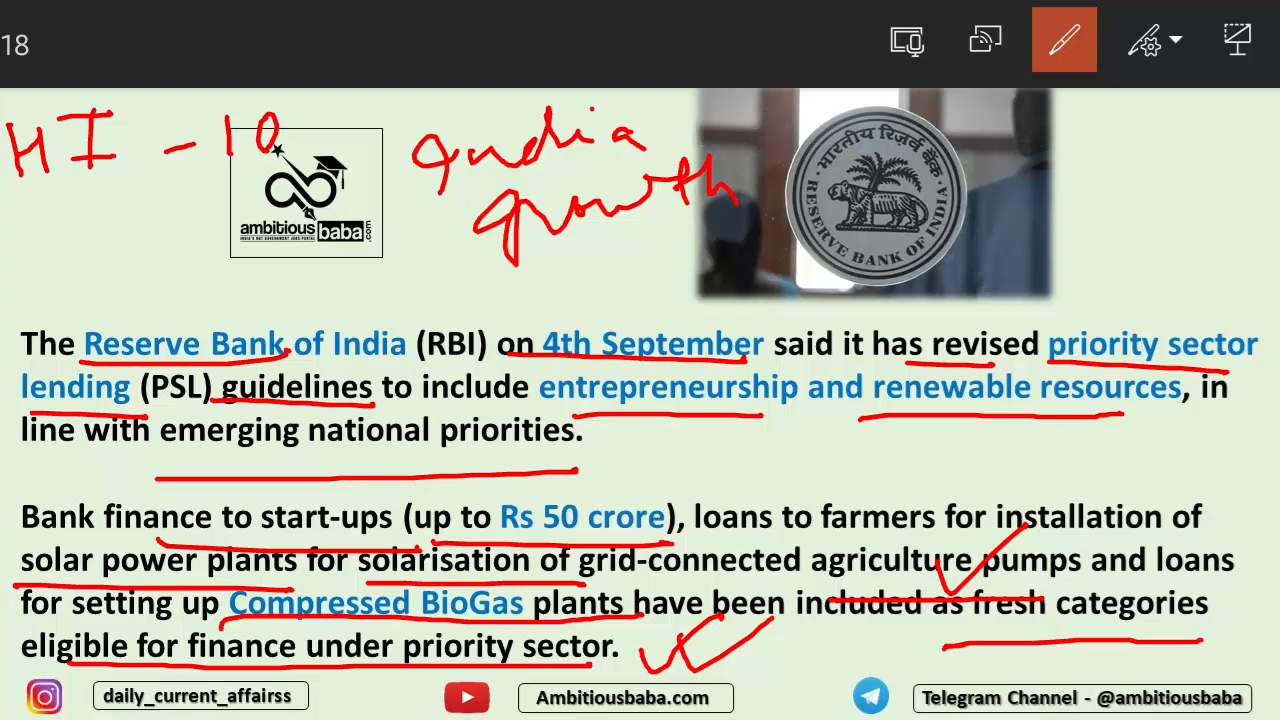 18
HI - 10
India
growth
ambitiousbaba.com
INDIA'S HOT GOVERNMENT JOBS PORTAL
भारतीय रिज़र्व बैंक
RESERVE BANK OF INDIA
The Reserve Bank of India (RBI) on 4th September said it has revised priority sector
lending (PSL) guidelines to include entrepreneurship and renewable resources, in
line with emerging national priorities.
Bank finance to start-ups (up to Rs 50 crore), loans to farmers for installation of
solar power plants for solarisation of grid-connected agriculture pumps and loans
for setting up Compressed BioGas plants have been included as fresh categories
eligible for finance under priority sector.
daily_current_affairss
Ambitiousbaba.com
Telegram Channel - @ambitiousbaba